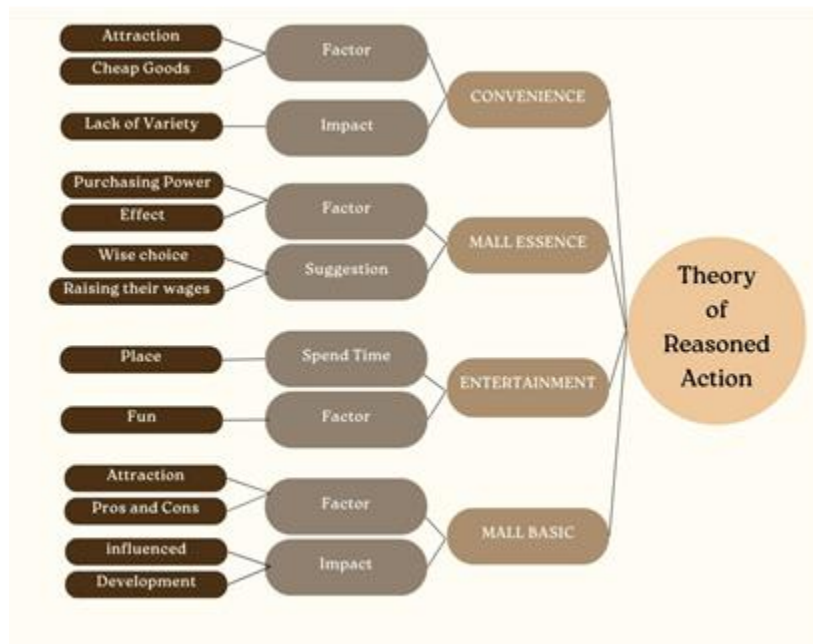 Attraction
Cheap Goods
Factor
Lack of Variety
Impact
CONVENIENCE
Purchasing Power
Effect
Factor
Wise choice
Raising their wages
Suggestion
MALL ESSENCE
Place
Spend Time
Fun
Factor
ENTERTAINMENT
Attraction
Pros and Cons
Factor
influenced
Development
Impact
MALL BASIC
Theory
of
Reasoned
Action